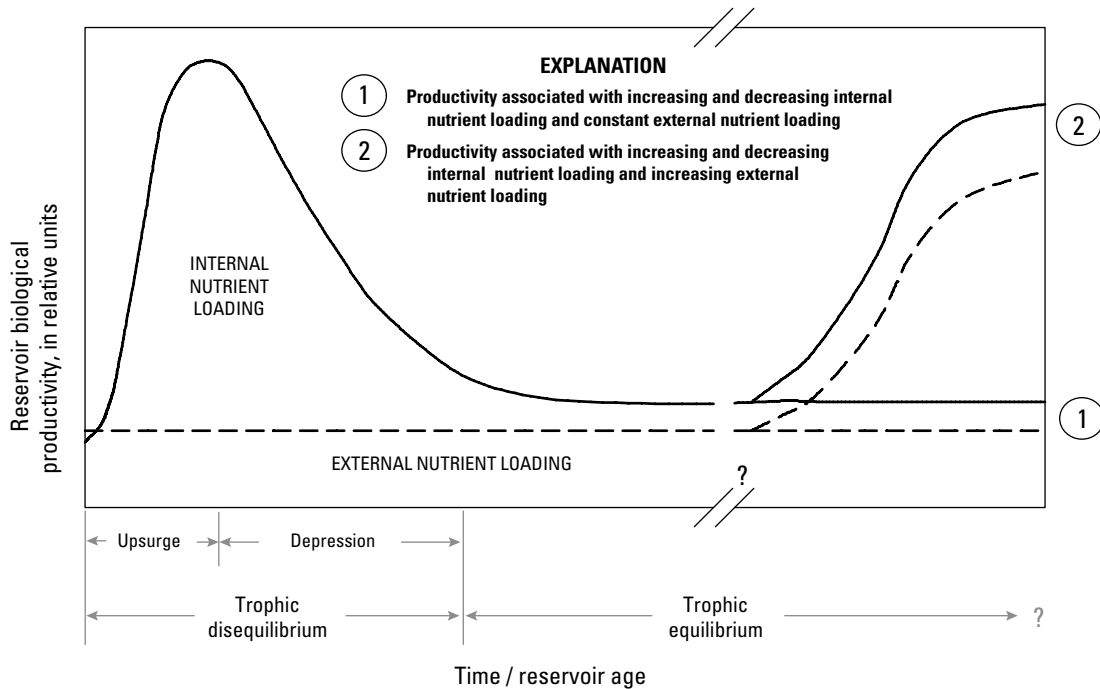 EXPLANATION
1
Productivity associated with increasing and decreasing internal
nutrient loading and constant external nutrient loading
2
Productivity associated with increasing and decreasing
internal nutrient loading and increasing external
nutrient loading
2
1
Reservoir biological
productivity, in relative units
INTERNAL
NUTRIENT
LOADING
EXTERNAL NUTRIENT LOADING
?
Upsurge
Depression
Trophic
disequilibrium
Trophic
equilibrium
?
Time / reservoir age